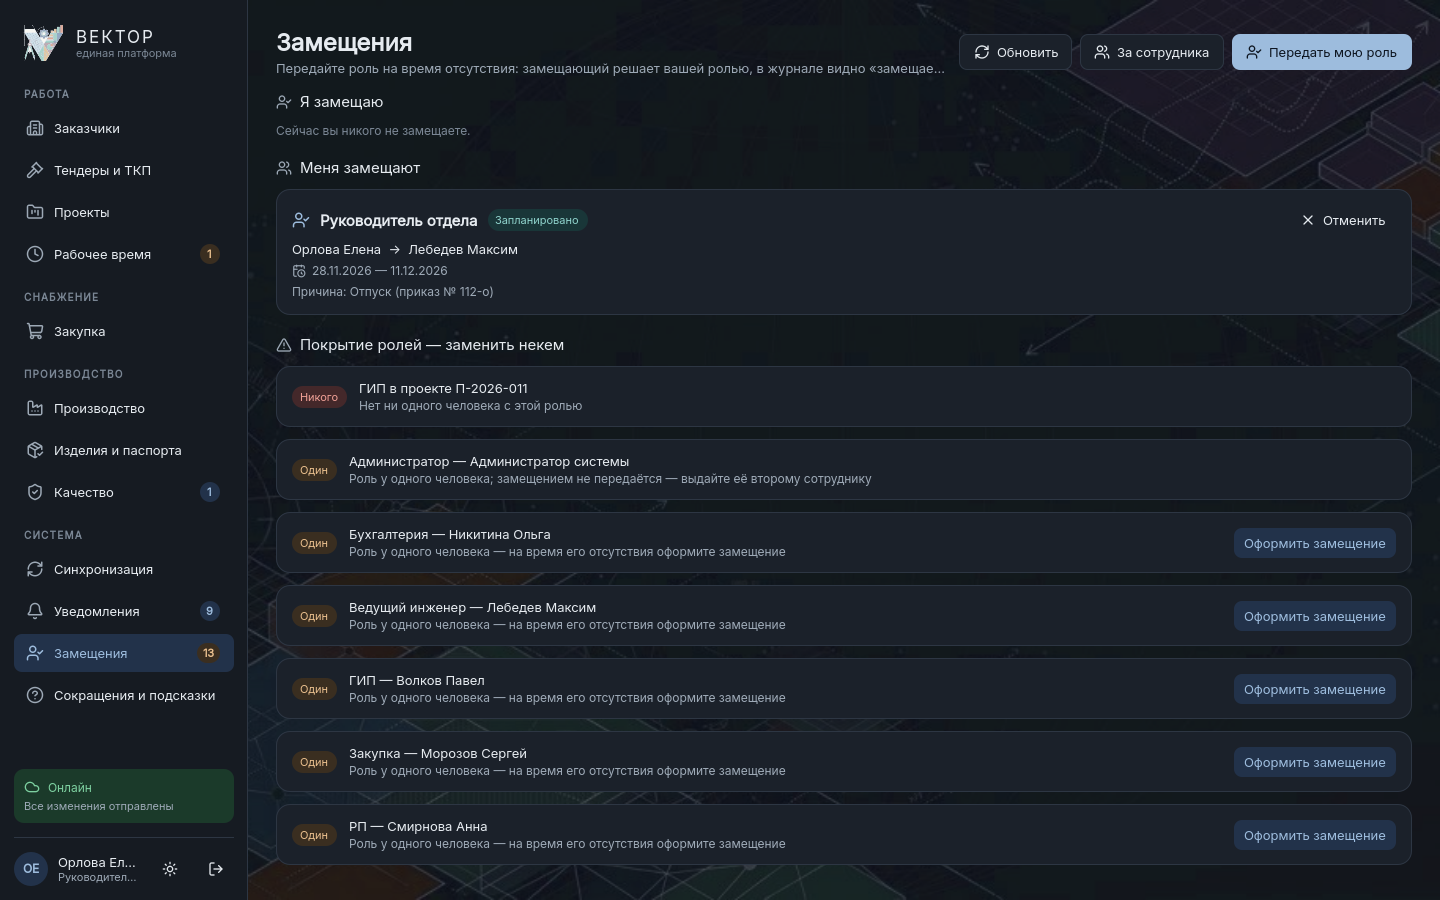 ВЕКТОР
единая платформа
РАБОТА
Заказчики
Тендеры и ТКП
Проекты
Рабочее время 1
СНАБЖЕНИЕ
Закупка
ПРОИЗВОДСТВО
Производство
Изделия и паспорта
Качество 1
СИСТЕМА
Синхронизация
Уведомления 9
Замещения 13
Сокращения и подсказки
Онлайн
Все изменения отправлены
ОЕ
Орлова Ел...
Руководител...
Замещения
Передайте роль на время отсутствия: замещающий решает вашей ролью, в журнале видно «замещае...
Обновить
За сотрудника
Передать мою роль
Я замещаю
Сейчас вы никого не замещаете.
Меня замещают
Руководитель отдела Запланировано
Отменить
Орлова Елена → Лебедев Максим
28.11.2026 — 11.12.2026
Причина: Отпуск (приказ № 112-о)
Покрытие ролей — заменить некем
Никого
ГИП в проекте П-2026-011
Нет ни одного человека с этой ролью
Один
Администратор — Администратор системы
Роль у одного человека; замещением не передаётся — выдайте её второму сотруднику
Один
Бухгалтерия — Никитина Ольга
Роль у одного человека — на время его отсутствия оформите замещение
Оформить замещение
Один
Ведущий инженер — Лебедев Максим
Роль у одного человека — на время его отсутствия оформите замещение
Оформить замещение
Один
ГИП — Волков Павел
Роль у одного человека — на время его отсутствия оформите замещение
Оформить замещение
Один
Закупка — Морозов Сергей
Роль у одного человека — на время его отсутствия оформите замещение
Оформить замещение
Один
РП — Смирнова Анна
Роль у одного человека — на время его отсутствия оформите замещение
Оформить замещение